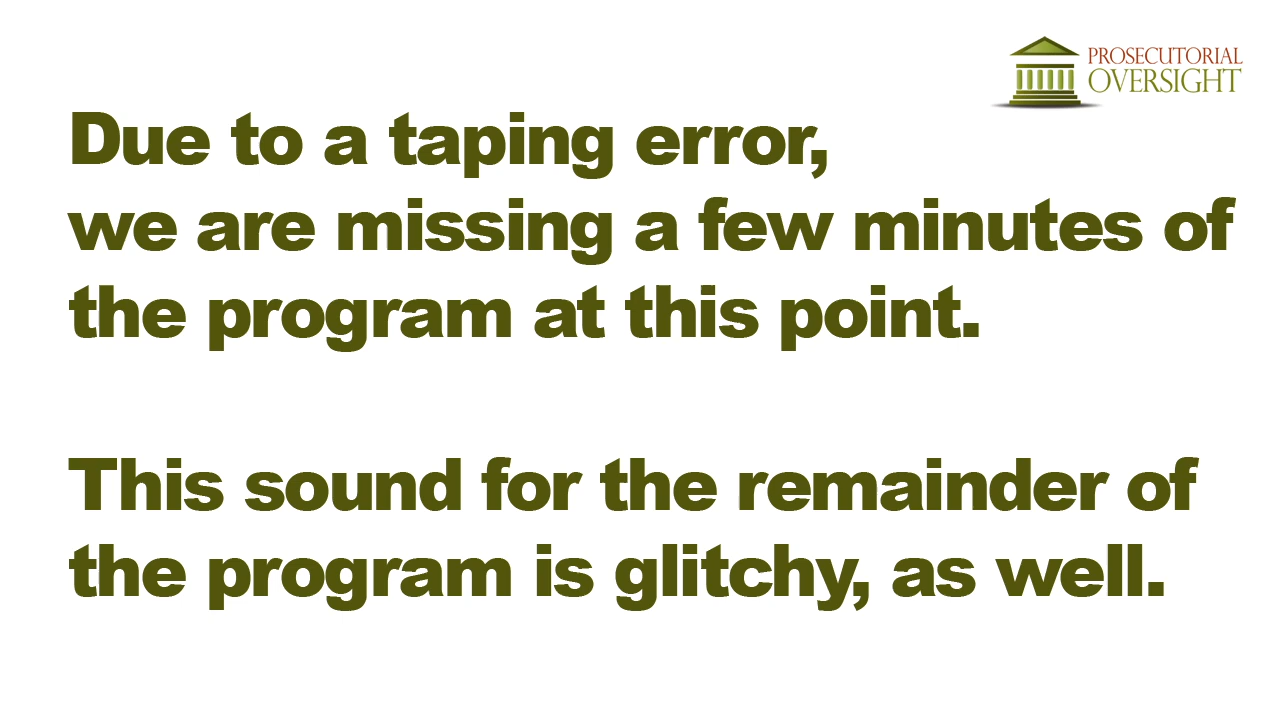 PROSECUTORIAL
OVERSIGHT
Due to a taping error,
we are missing a few minutes of
the program at this point.
This sound for the remainder of
the program is glitchy, as well.